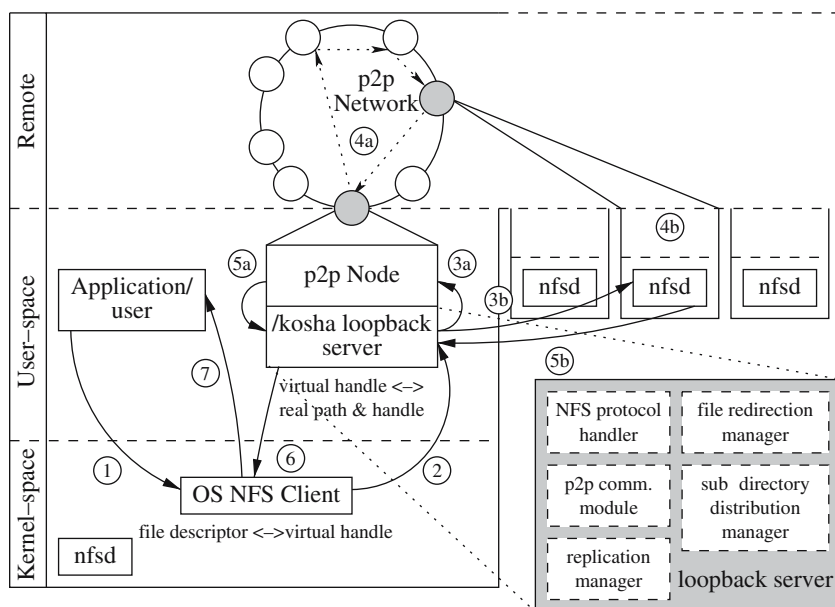 Remote
p2p
Network
4a
User–space
5a
p2p Node
3a
4b
Application/
user
/kosha loopback
server
3b
nfsd
nfsd
nfsd
7
virtual handle <–>
real path & handle
5b
NFS protocol
handler
file redirection
manager
Kernel–space
1
6
2
OS NFS Client
file descriptor <–>virtual handle
nfsd
p2p comm.
module
sub directory
distribution
manager
replication
manager
loopback server